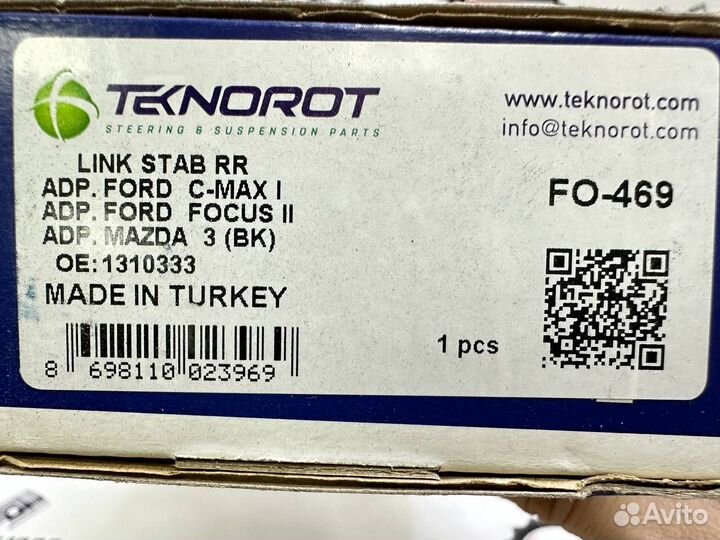 TEKNOROT
STEERING & SUSPENSION PARTS
www.teknorot.com
info@teknorot.com
LINK STAB RR
ADP. FORD C-MAX I
ADP. FORD FOCUS II
ADP. MAZDA 3 (BK)
OE:1310333
MADE IN TURKEY
FO-469
1 pcs
8 698110 023969
Avito